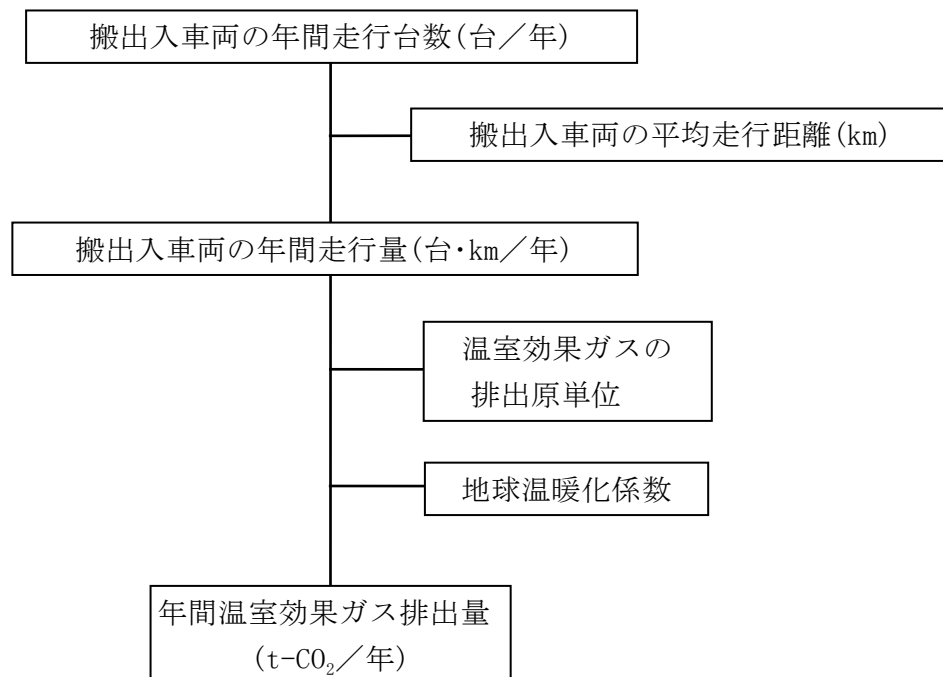 搬出入車両の年間走行台数(台／年)
搬出入車両の平均走行距離(km)
搬出入車両の年間走行量(台・km／年)
温室効果ガスの
排出原単位
地球温暖化係数
年間温室効果ガス排出量
(t-CO₂／年)